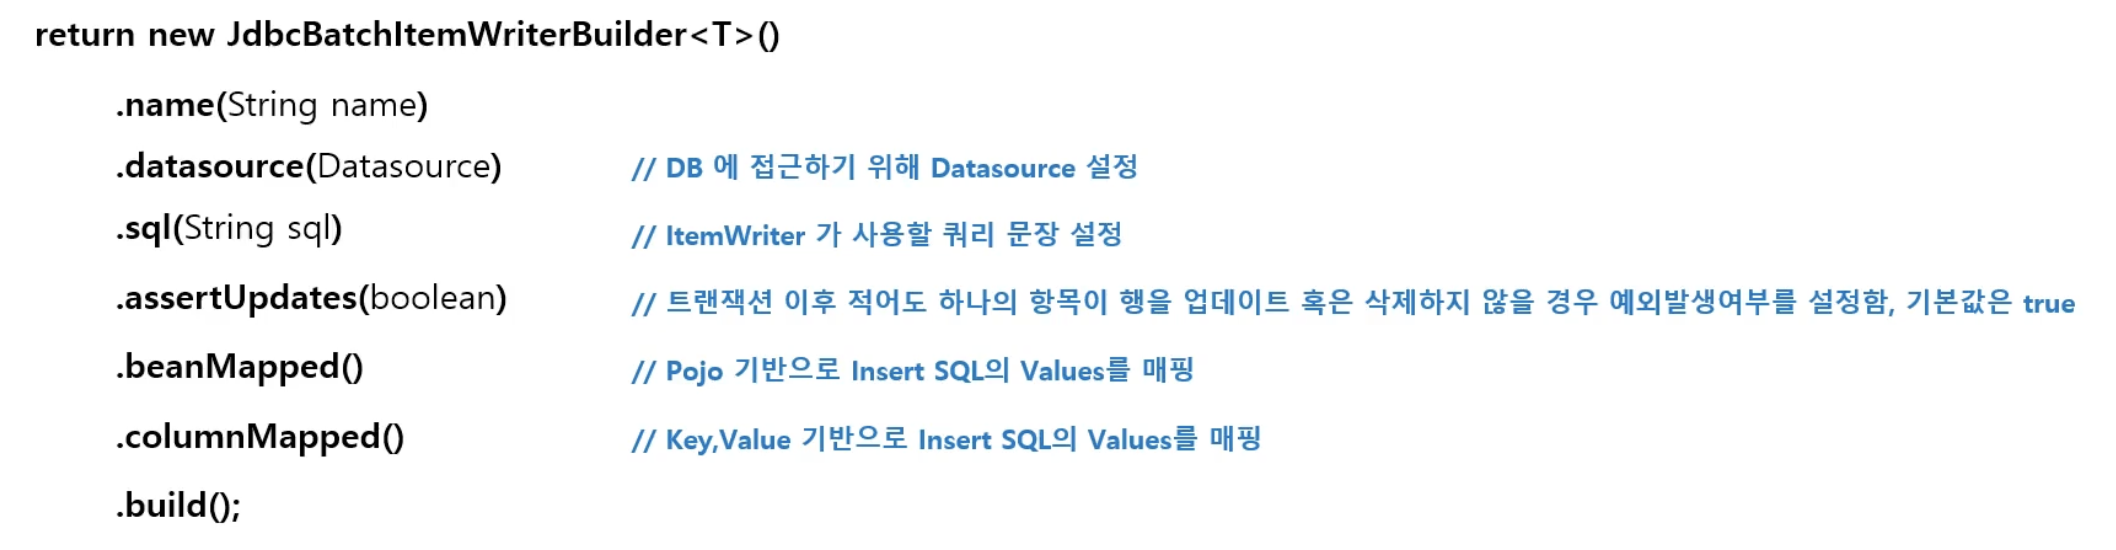 return new JdbcBatchItemWriterBuilder<T>()
.name(String name)
.datasource(Datasource) // DB 에 접근하기 위해 Datasource 설정
.sql(String sql) // ItemWriter 가 사용할 쿼리 문장 설정
.assertUpdates(boolean) // 트랜잭션 이후 적어도 하나의 항목이 행을 업데이트 혹은 삭제하지 않을 경우 예외발생여부를 설정함, 기본값은 true
.beanMapped() // Pojo 기반으로 Insert SQL의 Values를 매핑
.columnMapped() // Key,Value 기반으로 Insert SQL의 Values를 매핑
.build();